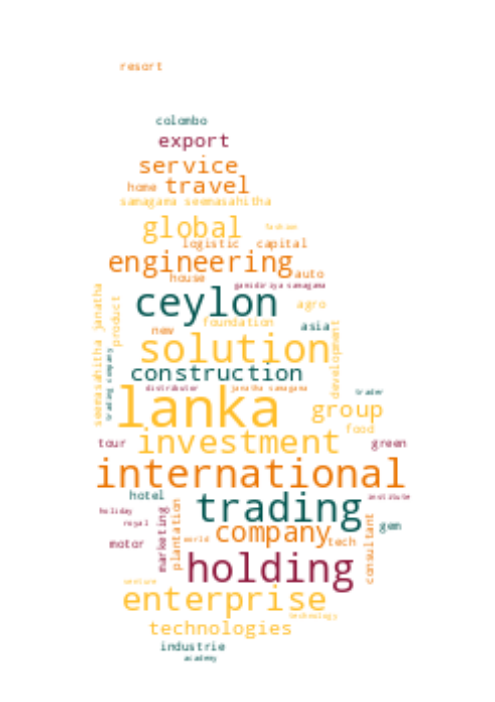 resort
colombo
export
service
home travel
samagama seemasahitha
global
fashion
logistic capital
engineering
house auto
gamidiriya samagama
seemasahitha janatha
product
ceylon
agro
new foundation asia
development
solution
construction
distributor janatha samagama
trader
lanka
group
food
tour investment green
international
hotel institute
trading
holiday
royal
marketing
plantation
company
gem
consultant
motor world tech
holding
venture
enterprise
technology
technologies
industrie
academy